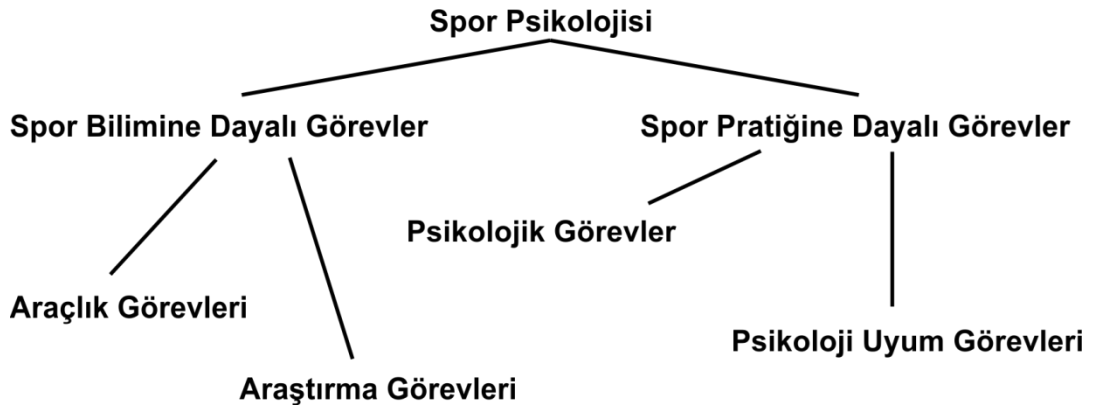 Spor Psikolojisi
Spor Bilimine Dayalı Görevler
Spor Pratiğine Dayalı Görevler
Psikolojik Görevler
Araçlık Görevleri
Psikoloji Uyum Görevleri
Araştırma Görevleri